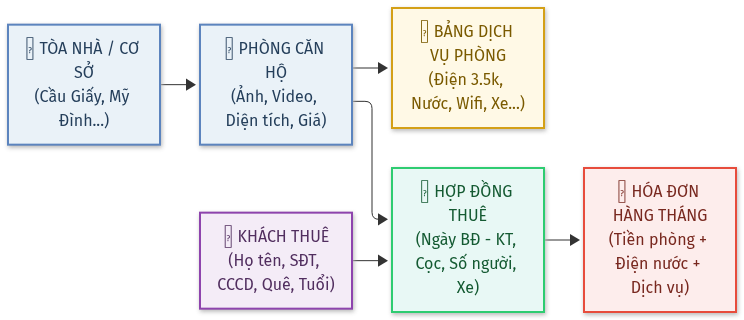 TÒA NHÀ / CƠ
SỞ
(Cầu Giấy, Mỹ
Đình...)
PHÒNG CĂN
HỘ
(Ảnh, Video,
Diện tích, Giá)
BẢNG DỊCH
VỤ PHÒNG
(Điện 3.5k,
Nước, Wifi, Xe...)
KHÁCH THUÊ
(Họ tên, SĐT,
CCCD, Quê, Tuổi)
HỢP ĐỒNG
THUÊ
(Ngày BĐ - KT,
Cọc, Số người,
Xe)
HÓA ĐƠN
HÀNG THÁNG
(Tiền phòng +
Điện nước +
Dịch vụ)